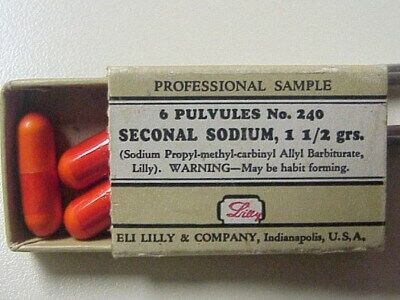 PROFESSIONAL SAMPLE
6 PULVULES No. 240
SECONAL SODIUM, 1 1/2 grs.
(Sodium Propyl-methyl-carbinyl Allyl Barbiturate,
Lilly). WARNING—May be habit forming.
Lilly
ELI LILLY & COMPANY, Indianapolis, U.S.A.